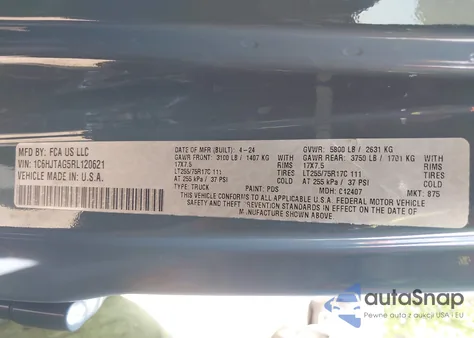 MFD BY: FCA US LLC
VIN: 1C6HJTAG5RL120621
VEHICLE MADE IN: U.S.A.
DATE OF MFR (BUILT): 4-24 GVWR: 5800 LB / 2631 KG
GAWR FRONT: 3100 LB / 1407 KG GAWR REAR: 3750 LB / 1701 KG
17X7.5 RIMS 17X7.5 RIMS
LT255/75R17C 111 TIRES LT255/75R17C 111 TIRES
AT 255 kPa / 37 PSI COLD AT 255 kPa / 37 PSI COLD
TYPE: TRUCK PAINT: PDS MDH: C12407 MKT: 875
THIS VEHICLE CONFORMS TO ALL APPLICABLE U.S.A. FEDERAL MOTOR VEHICLE
SAFETY AND THEFT PREVENTION STANDARDS IN EFFECT ON THE DATE OF
MANUFACTURE SHOWN ABOVE.
autoSnap
Pewne auto z aukcji USA i EU